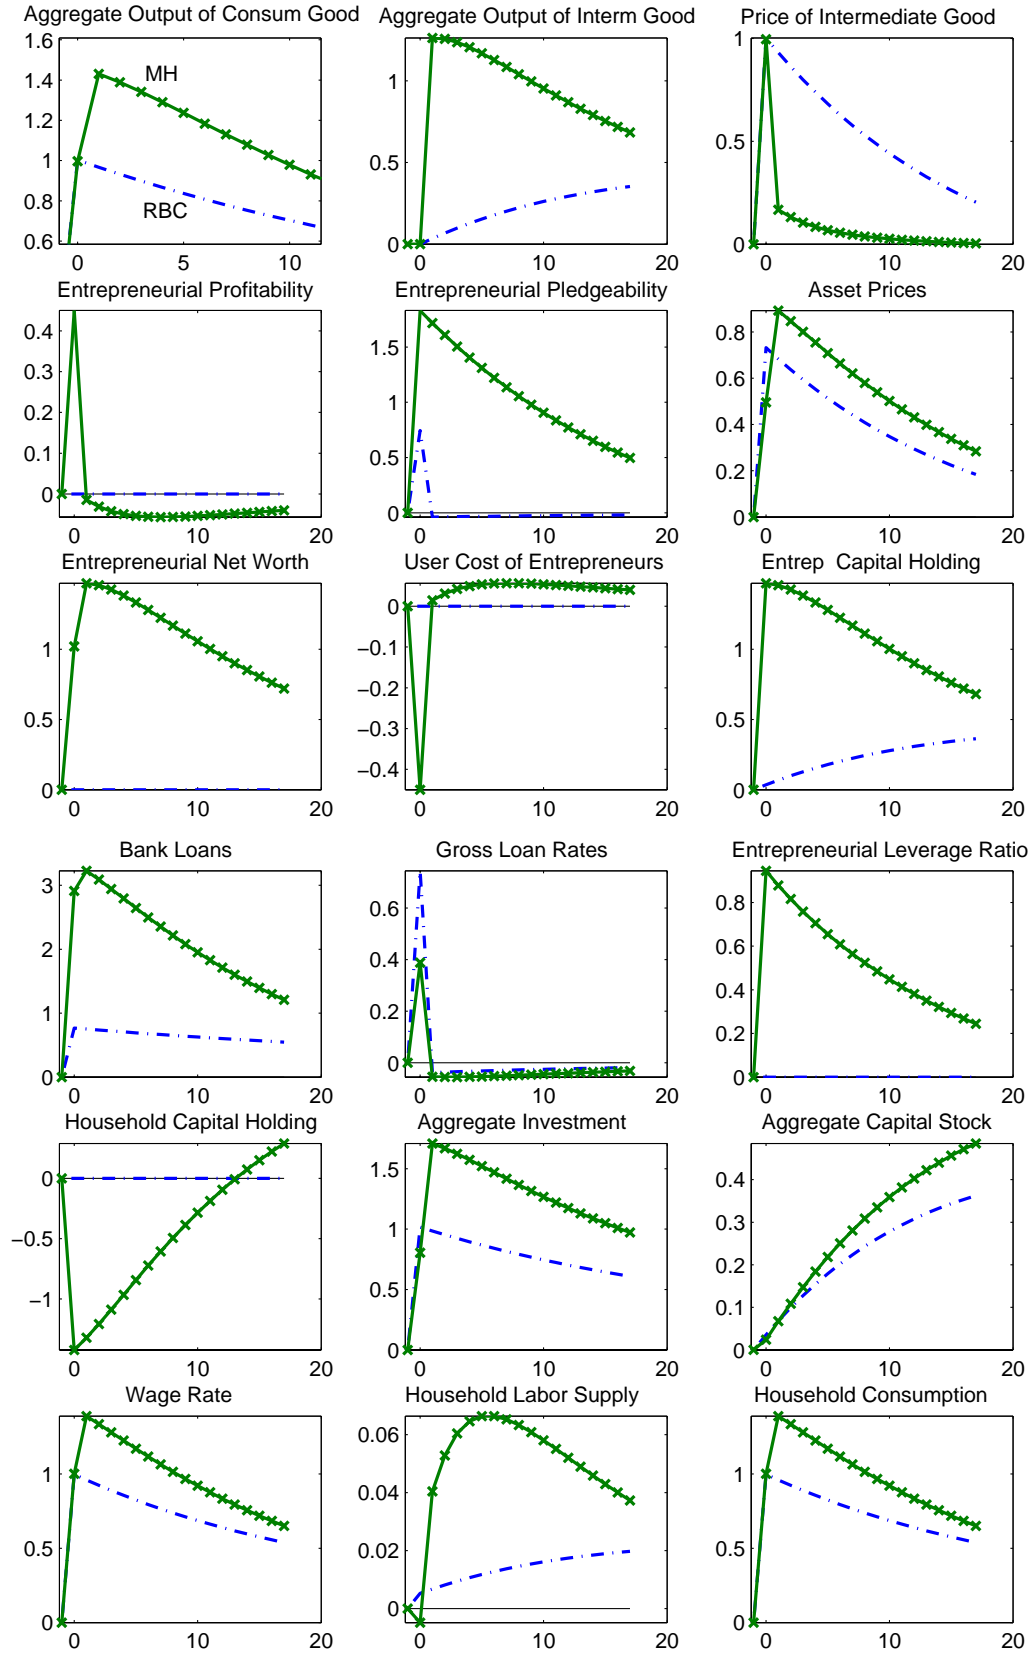 Aggregate Output of Consum Good
Aggregate Output of Interm Good
Price of Intermediate Good
1.6
1.4
1.2
1
0.8
0.6
MH
RBC
0 5 10
1
0.5
0
0 10 20
1
0.5
0
0 10 20
Entrepreneurial Profitability
Entrepreneurial Pledgeability
Asset Prices
0.4
0.3
0.2
0.1
0
0 10 20
1.5
1
0.5
0
0 10 20
0.8
0.6
0.4
0.2
0
0 10 20
Entrepreneurial Net Worth
User Cost of Entrepreneurs
Entrep Capital Holding
1
0.5
0
0 10 20
0
−0.1
−0.2
−0.3
−0.4
0 10 20
1
0.5
0
0 10 20
Bank Loans
Gross Loan Rates
Entrepreneurial Leverage Ratio
3
2
1
0
0 10 20
0.6
0.4
0.2
0
0 10 20
0.8
0.6
0.4
0.2
0
0 10 20
Household Capital Holding
Aggregate Investment
Aggregate Capital Stock
0
−0.5
−1
0 10 20
1.5
1
0.5
0
0 10 20
0.4
0.3
0.2
0.1
0
0 10 20
Wage Rate
Household Labor Supply
Household Consumption
1
0.5
0
0 10 20
0.06
0.04
0.02
0
0 10 20
1
0.5
0
0 10 20